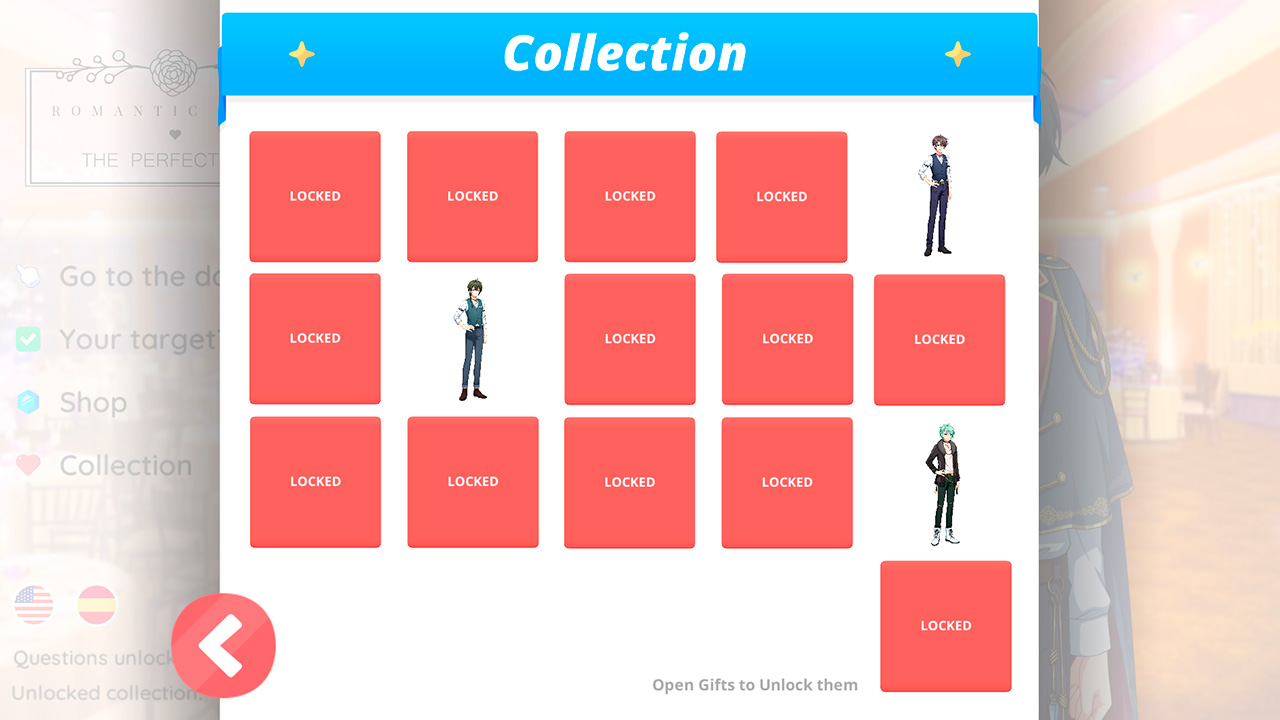 Collection
ROMANTIC
THE PERFECT
LOCKED
LOCKED
LOCKED
LOCKED
Go to the da
LOCKED
LOCKED
LOCKED
LOCKED
Your target
Shop
Collection
LOCKED
LOCKED
LOCKED
LOCKED
LOCKED
Questions unlock
Unlocked collection:
Open Gifts to Unlock them